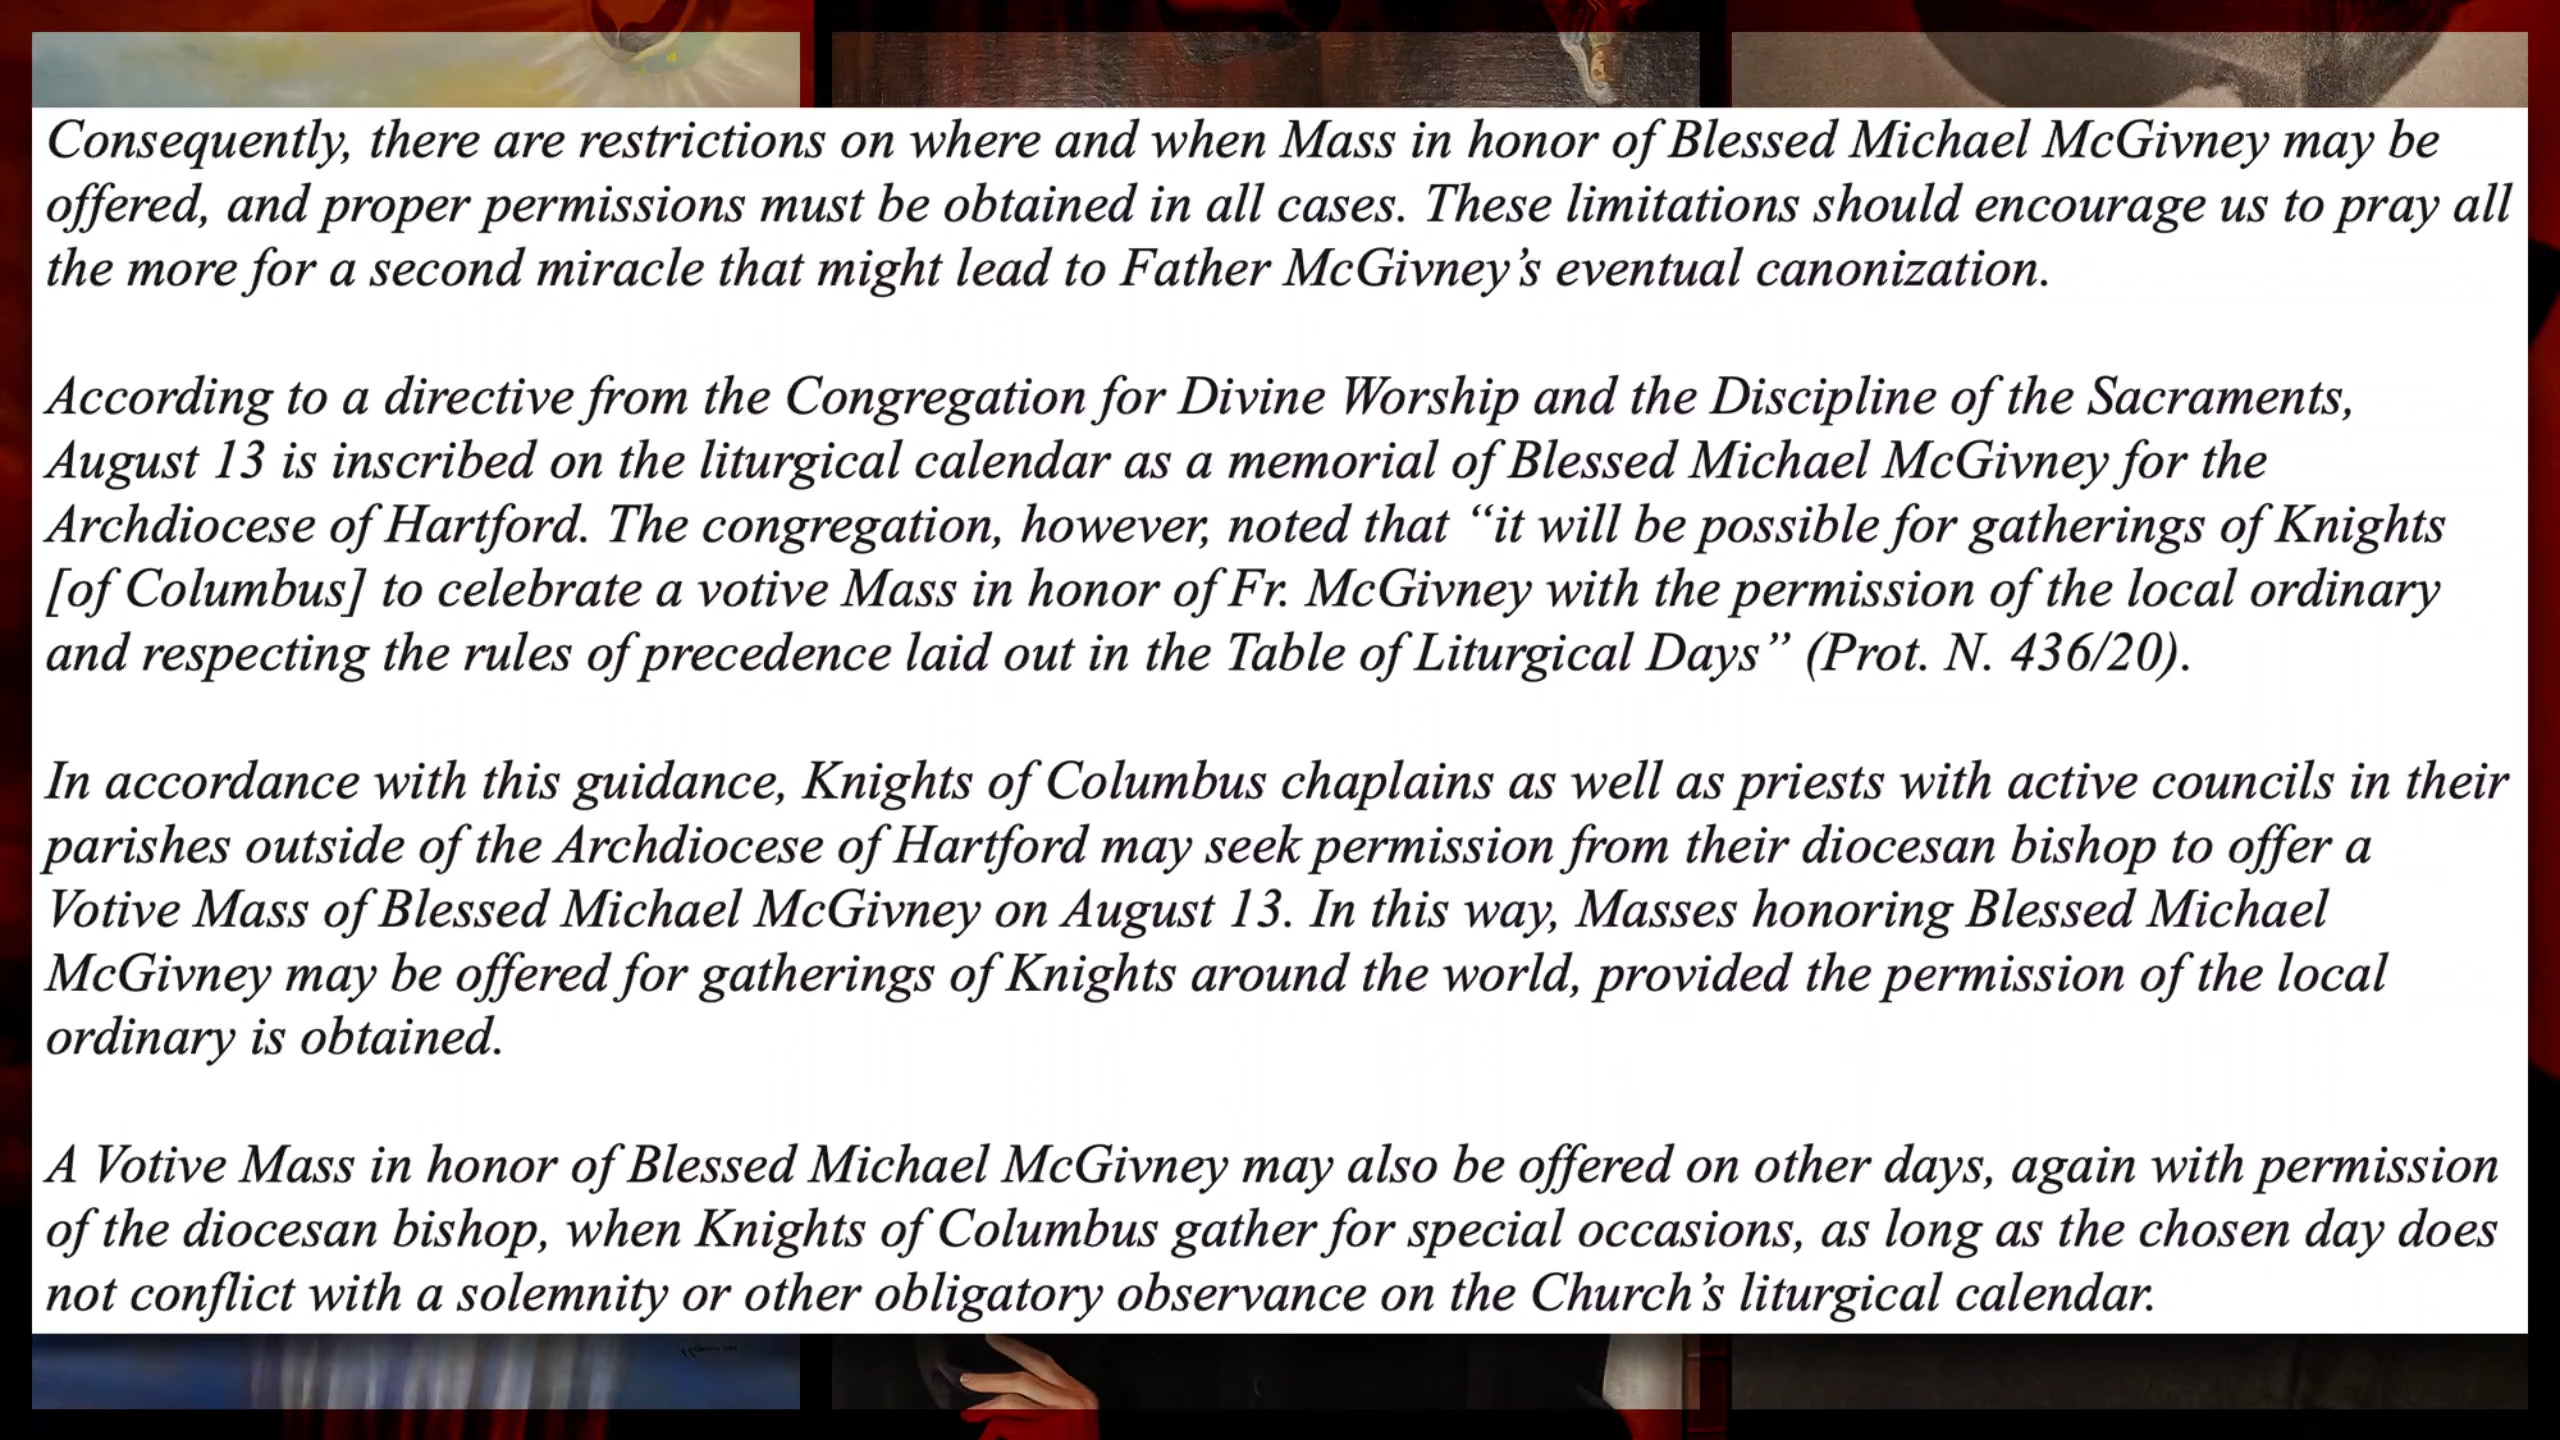 Consequently, there are restrictions on where and when Mass in honor of Blessed Michael McGivney may be
offered, and proper permissions must be obtained in all cases. These limitations should encourage us to pray all
the more for a second miracle that might lead to Father McGivney’s eventual canonization.
According to a directive from the Congregation for Divine Worship and the Discipline of the Sacraments,
August 13 is inscribed on the liturgical calendar as a memorial of Blessed Michael McGivney for the
Archdiocese of Hartford. The congregation, however, noted that “it will be possible for gatherings of Knights
[of Columbus] to celebrate a votive Mass in honor of Fr. McGivney with the permission of the local ordinary
and respecting the rules of precedence laid out in the Table of Liturgical Days” (Prot. N. 436/20).
In accordance with this guidance, Knights of Columbus chaplains as well as priests with active councils in their
parishes outside of the Archdiocese of Hartford may seek permission from their diocesan bishop to offer a
Votive Mass of Blessed Michael McGivney on August 13. In this way, Masses honoring Blessed Michael
McGivney may be offered for gatherings of Knights around the world, provided the permission of the local
ordinary is obtained.
A Votive Mass in honor of Blessed Michael McGivney may also be offered on other days, again with permission
of the diocesan bishop, when Knights of Columbus gather for special occasions, as long as the chosen day does
not conflict with a solemnity or other obligatory observance on the Church’s liturgical calendar.